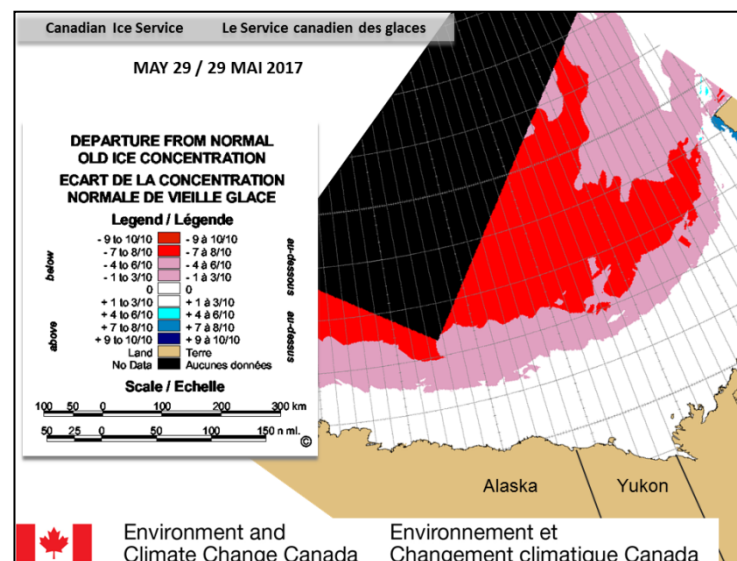 Canadian Ice Service Le Service canadien des glaces
MAY 29 / 29 MAI 2017
DEPARTURE FROM NORMAL
OLD ICE CONCENTRATION
ECART DE LA CONCENTRATION
NORMALE DE VIEILLE GLACE
Legend / Légende
below
au-dessous
- 9 to 10/10 - 9 à 10/10
- 7 to 8/10 - 7 à 8/10
- 4 to 6/10 - 4 à 6/10
- 1 to 3/10 - 1 à 3/10
0 0
above
au-dessus
+ 1 to 3/10 + 1 à 3/10
+ 4 to 6/10 + 4 à 6/10
+ 7 to 8/10 + 7 à 8/10
+ 9 to 10/10 + 9 à 10/10
Land Terre
No Data Aucunes données
Scale / Echelle
100 50 0 100 200 300 km
50 25 0 50 100 150 n mi.
©
Alaska Yukon
Environment and Environnement et
Climate Change Canada Changement climatique Canada